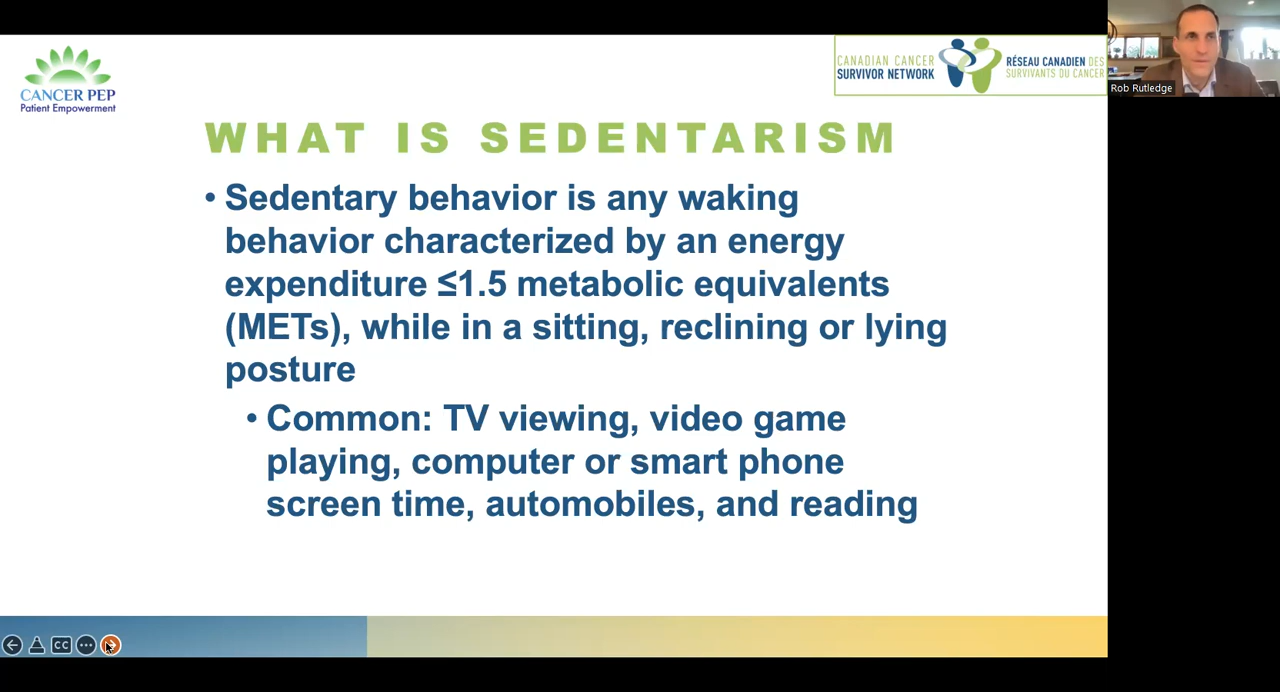 CANCER PEP
Patient Empowerment
CANADIAN CANCER
SURVIVOR NETWORK
RÉSEAU CANADIEN DES
SURVIVANTS DU CANCER
Rob Rutledge
WHAT IS SEDENTARISM
• Sedentary behavior is any waking
behavior characterized by an energy
expenditure ≤1.5 metabolic equivalents
(METs), while in a sitting, reclining or lying
posture
• Common: TV viewing, video game
playing, computer or smart phone
screen time, automobiles, and reading
CC